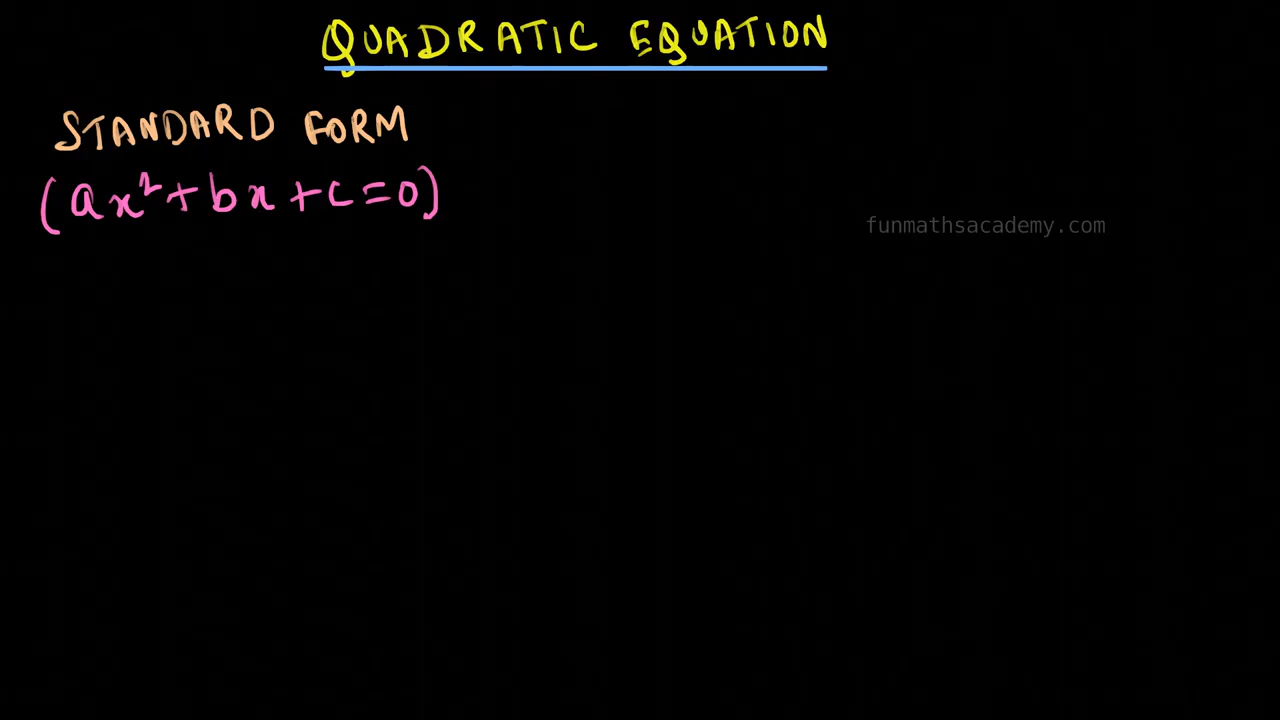 QUADRATIC EQUATION
STANDARD FORM
(ax²+bx+c=0)
funmathsacademy.com